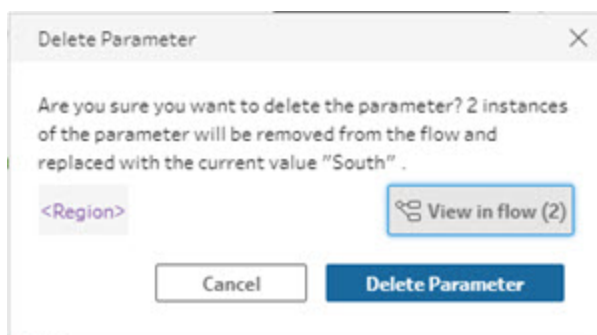 Delete Parameter
Are you sure you want to delete the parameter? 2 instances
of the parameter will be removed from the flow and
replaced with the current value "South" .
<Region>
View in flow (2)
Cancel
Delete Parameter